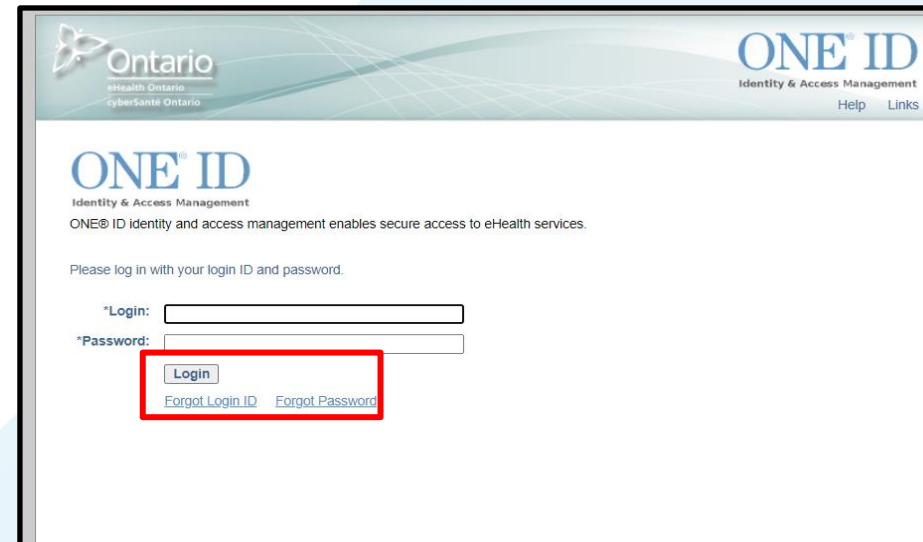 Ontario
eHealth Ontario
cyberSanté Ontario
ONE® ID
Identity & Access Management
Help Links
ONE® ID
Identity & Access Management
ONE® ID identity and access management enables secure access to eHealth services.
Please log in with your login ID and password.
*Login:
*Password:
Login
Forgot Login ID Forgot Password